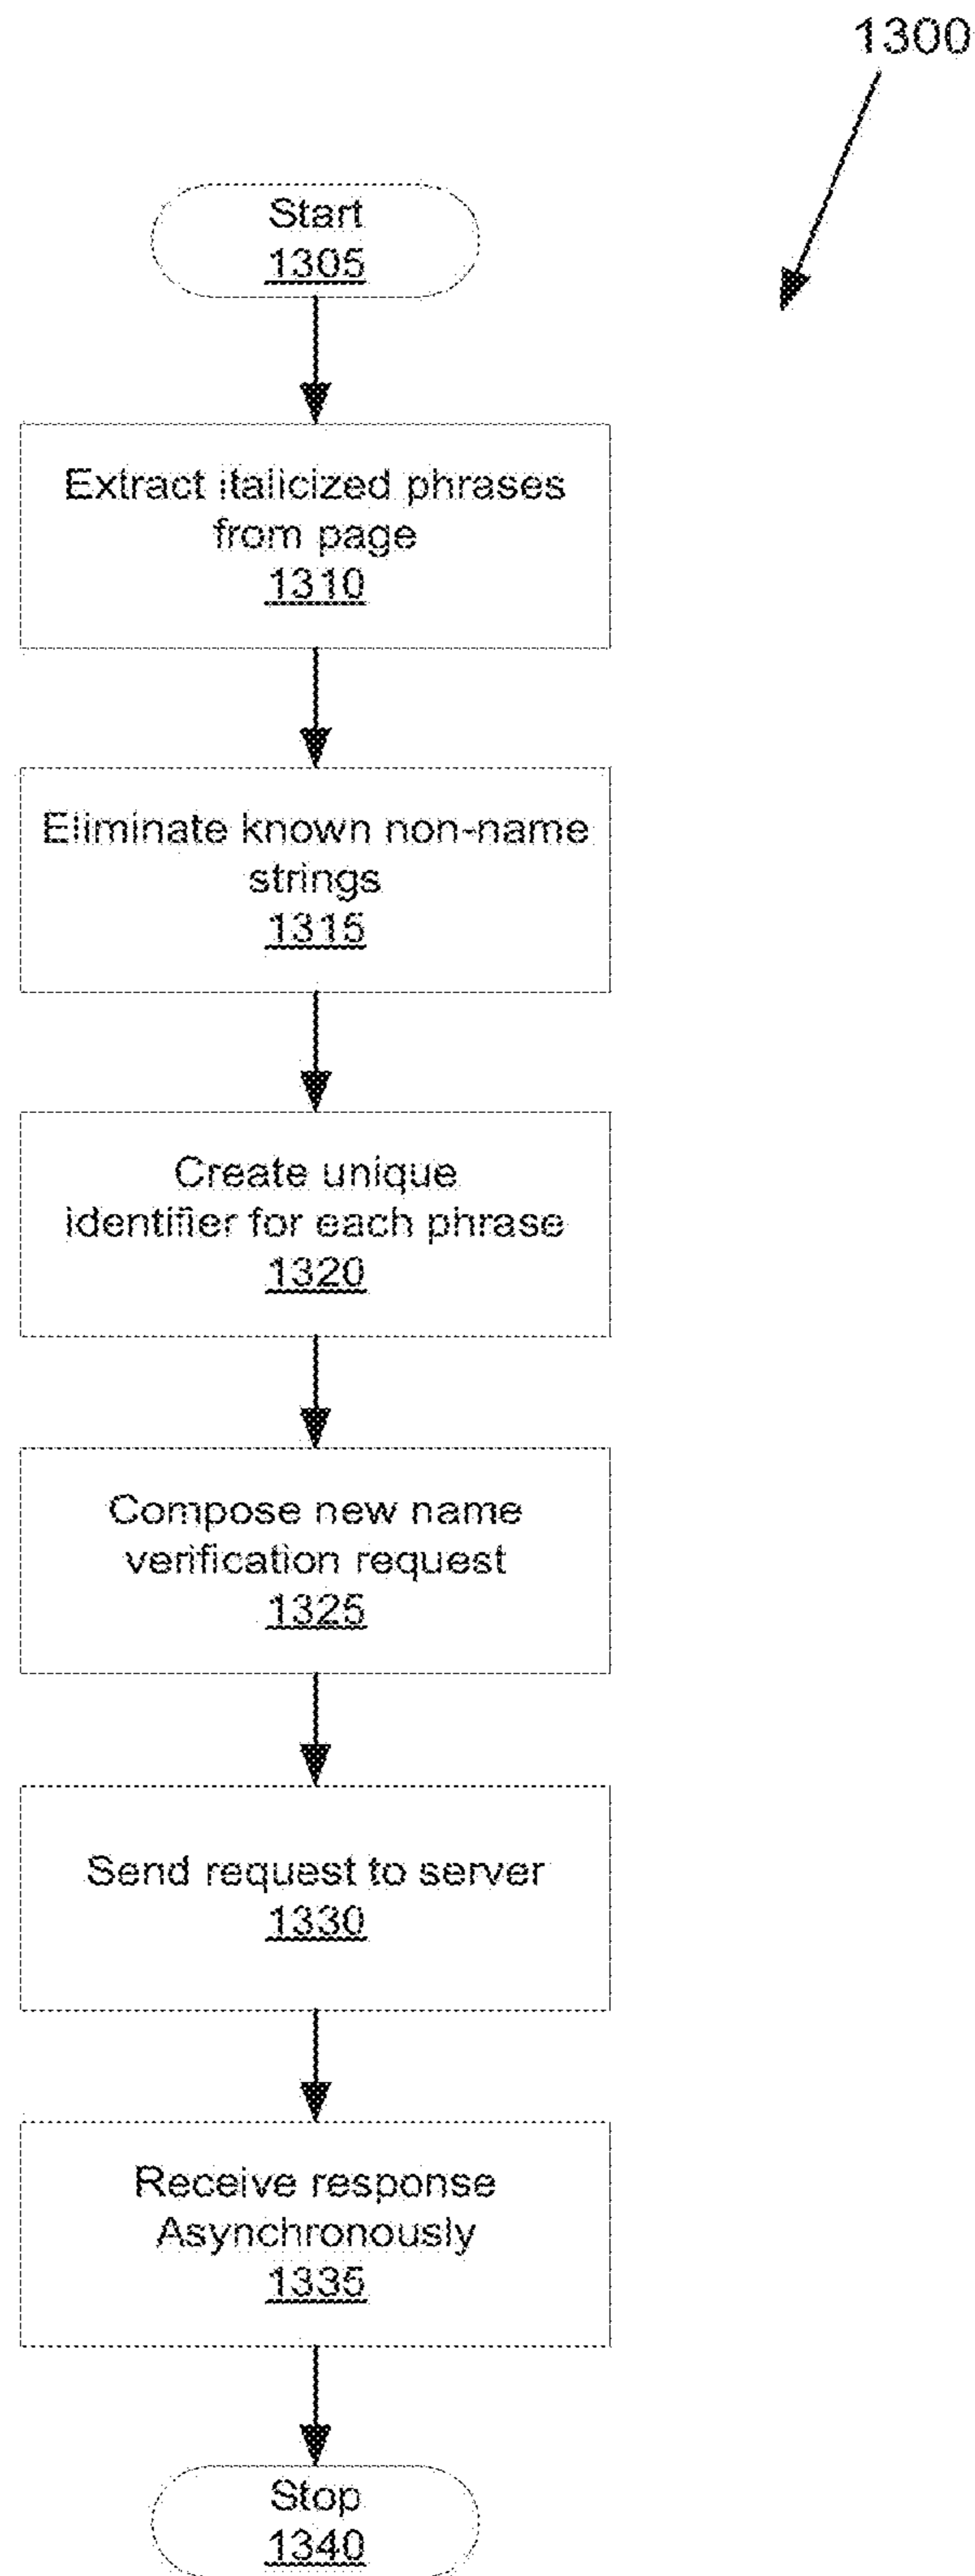 1300
Start
1305
Extract italicized phrases
from page
1310
Eliminate known non-name
strings
1315
Create unique
identifier for each phrase
1320
Compose new name
verification request
1325
Send request to server
1330
Receive response
Asynchronously
1335
Stop
1340